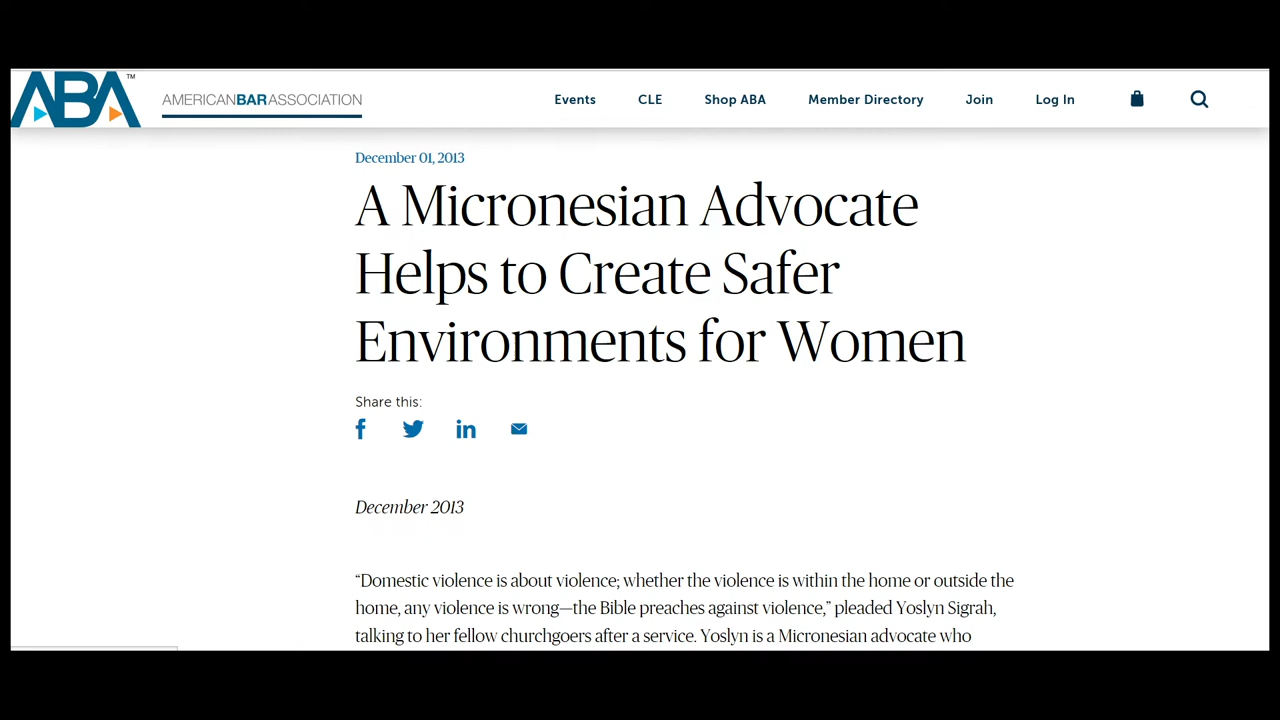 ABA™
AMERICANBARASSOCIATION
Events CLE Shop ABA Member Directory Join Log In
December 01, 2013
A Micronesian Advocate
Helps to Create Safer
Environments for Women
Share this:
December 2013
“Domestic violence is about violence; whether the violence is within the home or outside the
home, any violence is wrong—the Bible preaches against violence,” pleaded Yoslyn Sigrah,
talking to her fellow churchgoers after a service. Yoslyn is a Micronesian advocate who